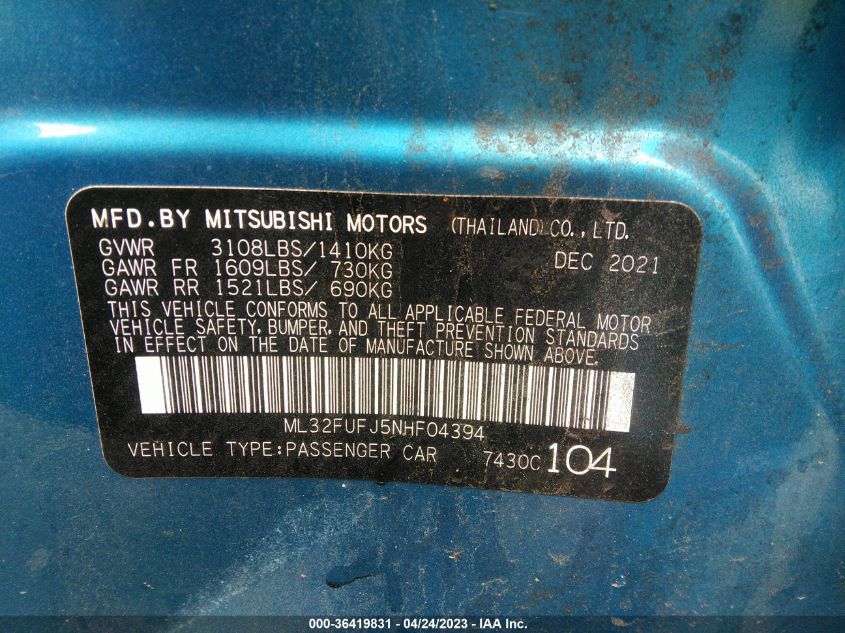 MFD.BY MITSUBISHI MOTORS (THAILAND)CO.,LTD.
GVWR 3108LBS/1410KG DEC 2021
GAWR FR 1609LBS/ 730KG
GAWR RR 1521LBS/ 690KG
THIS VEHICLE CONFORMS TO ALL APPLICABLE FEDERAL MOTOR
VEHICLE SAFETY, BUMPER, AND THEFT PREVENTION STANDARDS
IN EFFECT ON THE DATE OF MANUFACTURE SHOWN ABOVE.
ML32FUFJ5NHF04394
VEHICLE TYPE:PASSENGER CAR 7430C 104
000-36419831 - 04/24/2023 - IAA Inc.